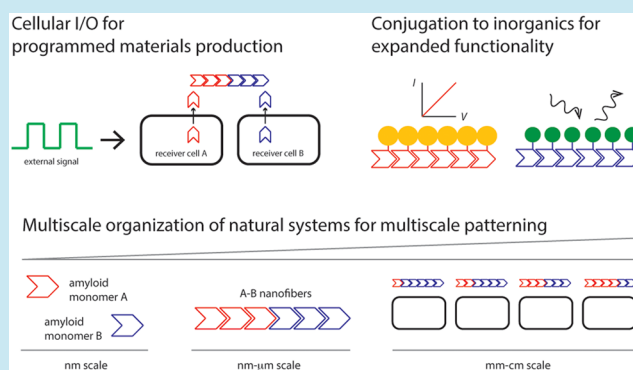 Cellular I/O for
programmed materials production
Conjugation to inorganics for
expanded functionality
I
V
external signal
receiver cell A
receiver cell B
Multiscale organization of natural systems for multiscale patterning
amyloid
monomer A
amyloid
monomer B
A-B nanofibers
nm scale
nm-μm scale
mm-cm scale